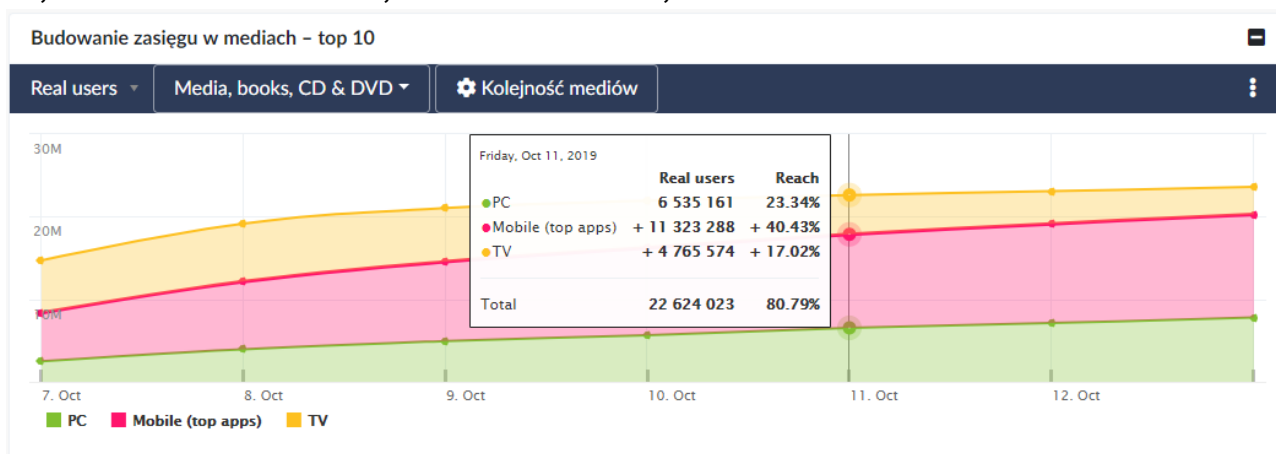 Budowanie zasięgu w mediach – top 10
Real users Media, books, CD & DVD Kolejność mediów
30M
20M
10M
Friday, Oct 11, 2019
Real users Reach
PC 6 535 161 23.34%
Mobile (top apps) + 11 323 288 + 40.43%
TV + 4 765 574 + 17.02%
Total 22 624 023 80.79%
7. Oct 8. Oct 9. Oct 10. Oct 11. Oct 12. Oct
PC Mobile (top apps) TV